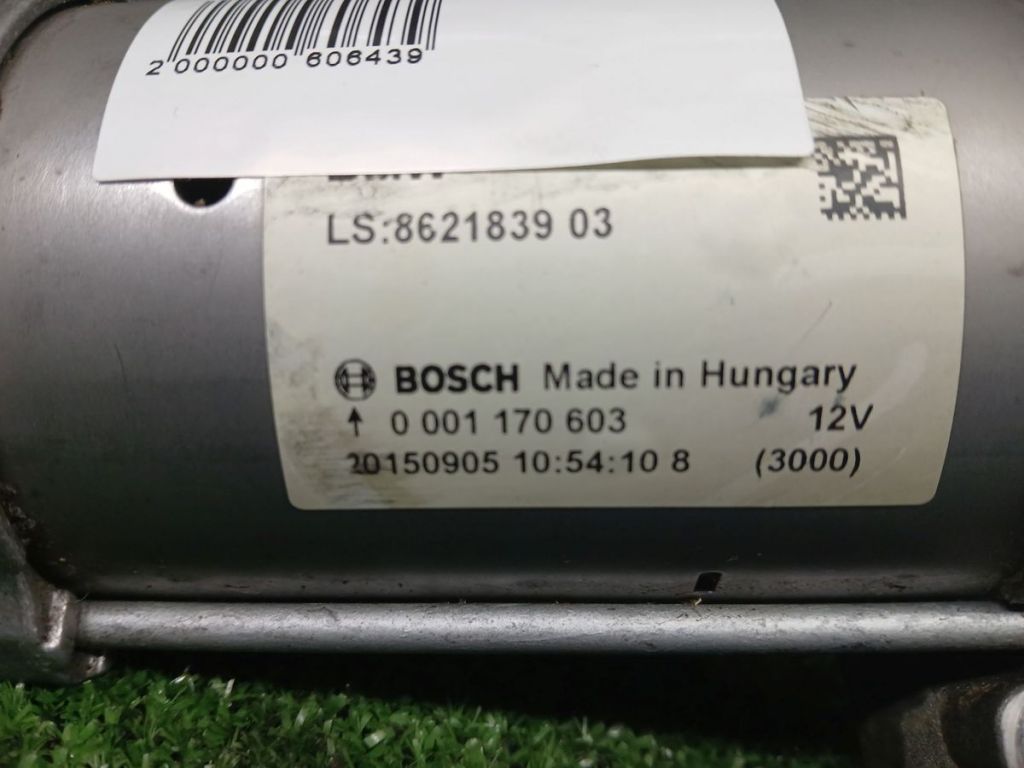 2 000000 606439
LS:8621839 03
BOSCH Made in Hungary
↑ 0 001 170 603 12V
20150905 10:54:10 8 (3000)